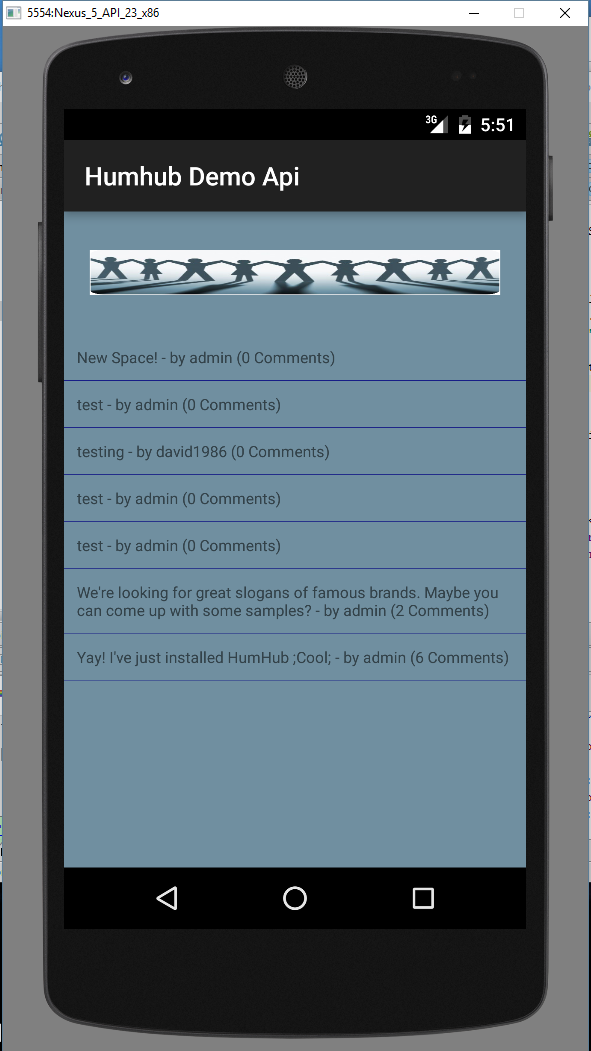 5554:Nexus_5_API_23_x86
3G 5:51
Humhub Demo Api
New Space! - by admin (0 Comments)
test - by admin (0 Comments)
testing - by david1986 (0 Comments)
test - by admin (0 Comments)
test - by admin (0 Comments)
We're looking for great slogans of famous brands. Maybe you
can come up with some samples? - by admin (2 Comments)
Yay! I've just installed HumHub ;Cool; - by admin (6 Comments)